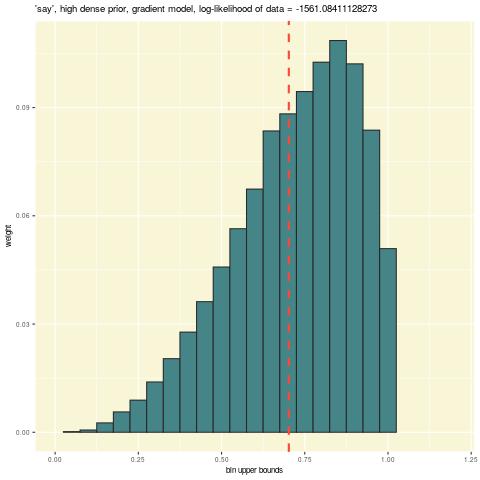 'say', high dense prior, gradient model, log-likelihood of data = -1561.08411128273
0.09
0.06
0.03
0.00
weight
0.00 0.25 0.50 0.75 1.00 1.25
bin upper bounds